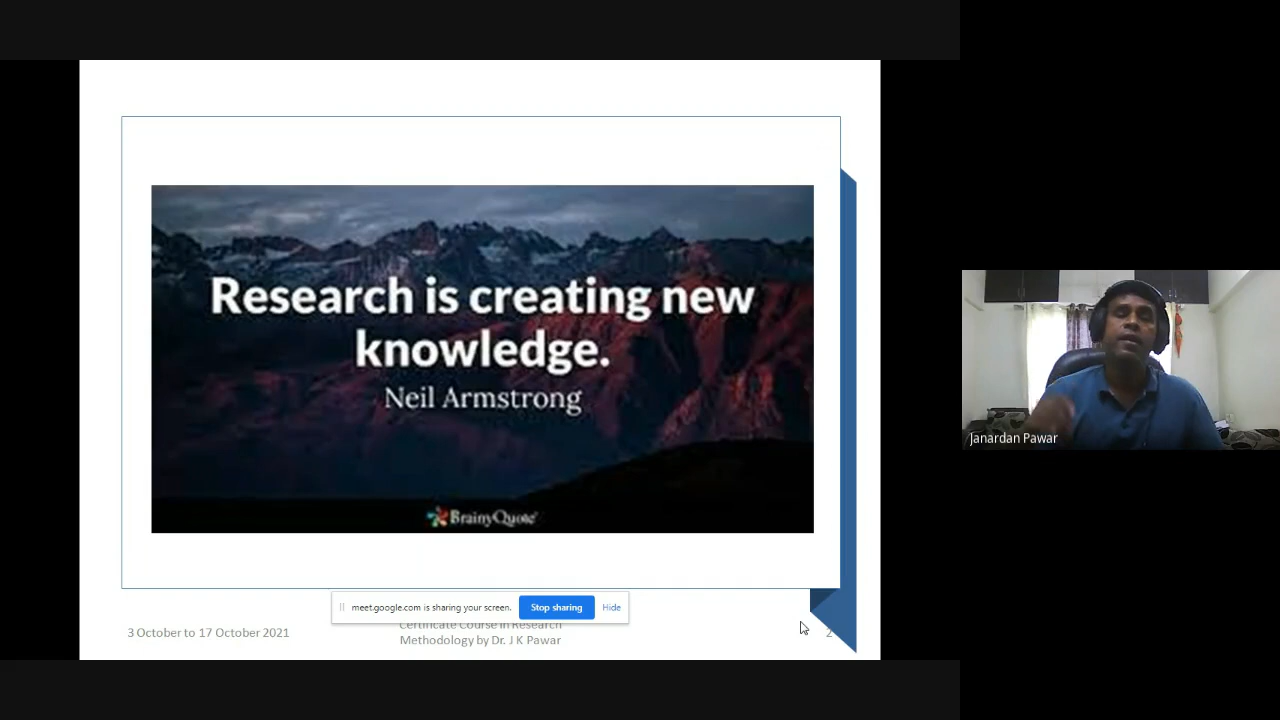 Research is creating new
knowledge.
Neil Armstrong
BrainyQuote
meet.google.com is sharing your screen.
Stop sharing
Hide
3 October to 17 October 2021
Certificate Course in Research
Methodology by Dr. J K Pawar
2
Janardan Pawar